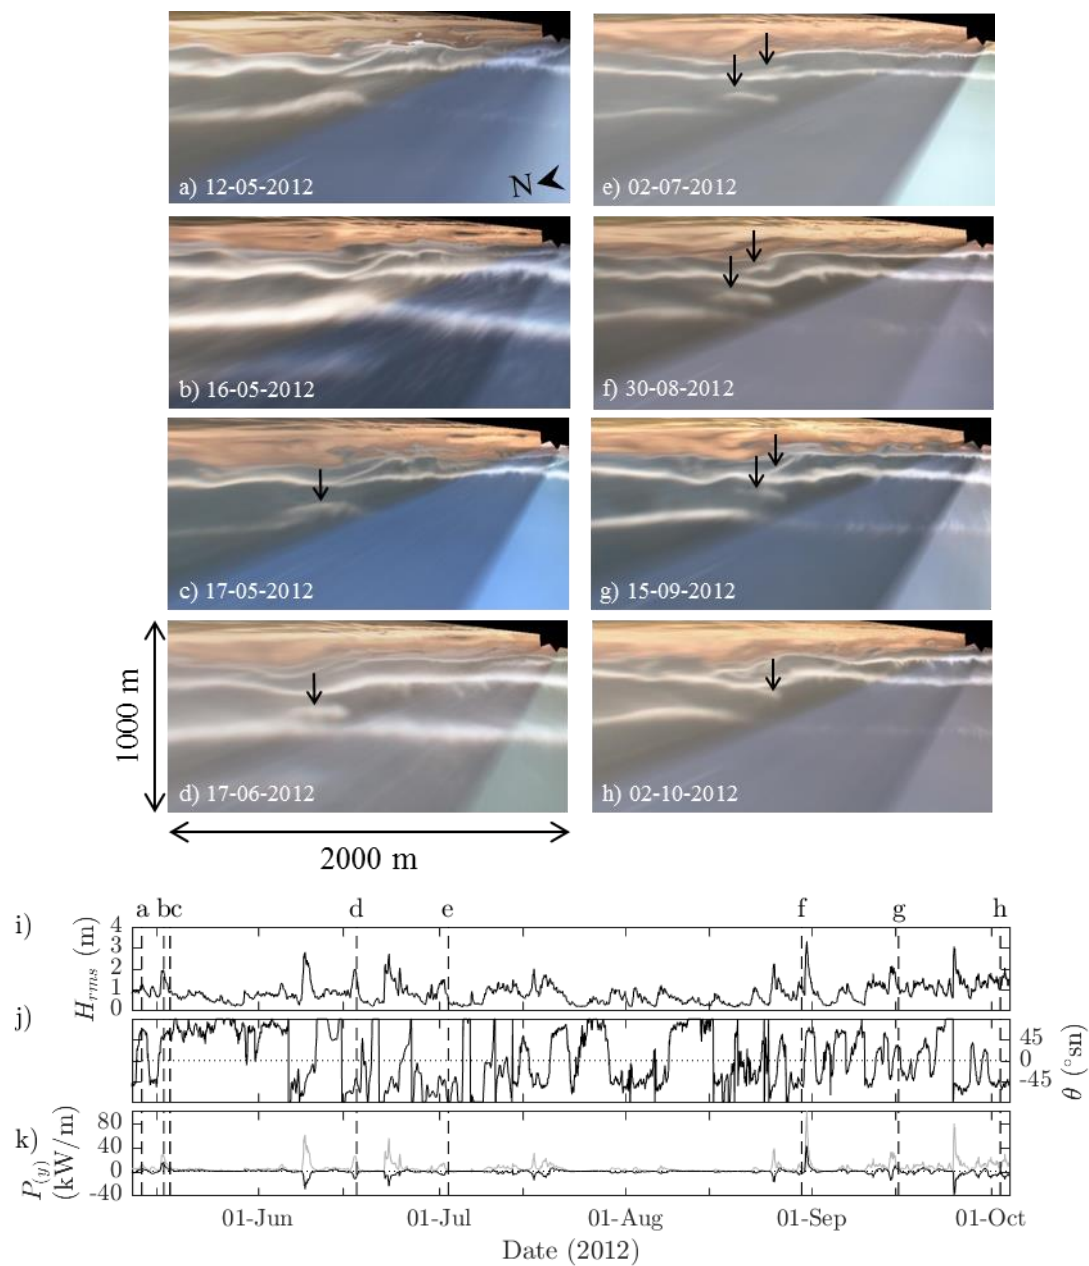 a) 12-05-2012
N
e) 02-07-2012
b) 16-05-2012
f) 30-08-2012
c) 17-05-2012
g) 15-09-2012
1000 m
d) 17-06-2012
h) 02-10-2012
2000 m
a b c d e f g h
i)
H_rms (m)
4
3
2
1
0
j)
45
0
-45
θ (°sn)
k)
P(y) (kW/m)
80
40
0
-40
01-Jun 01-Jul 01-Aug 01-Sep 01-Oct
Date (2012)